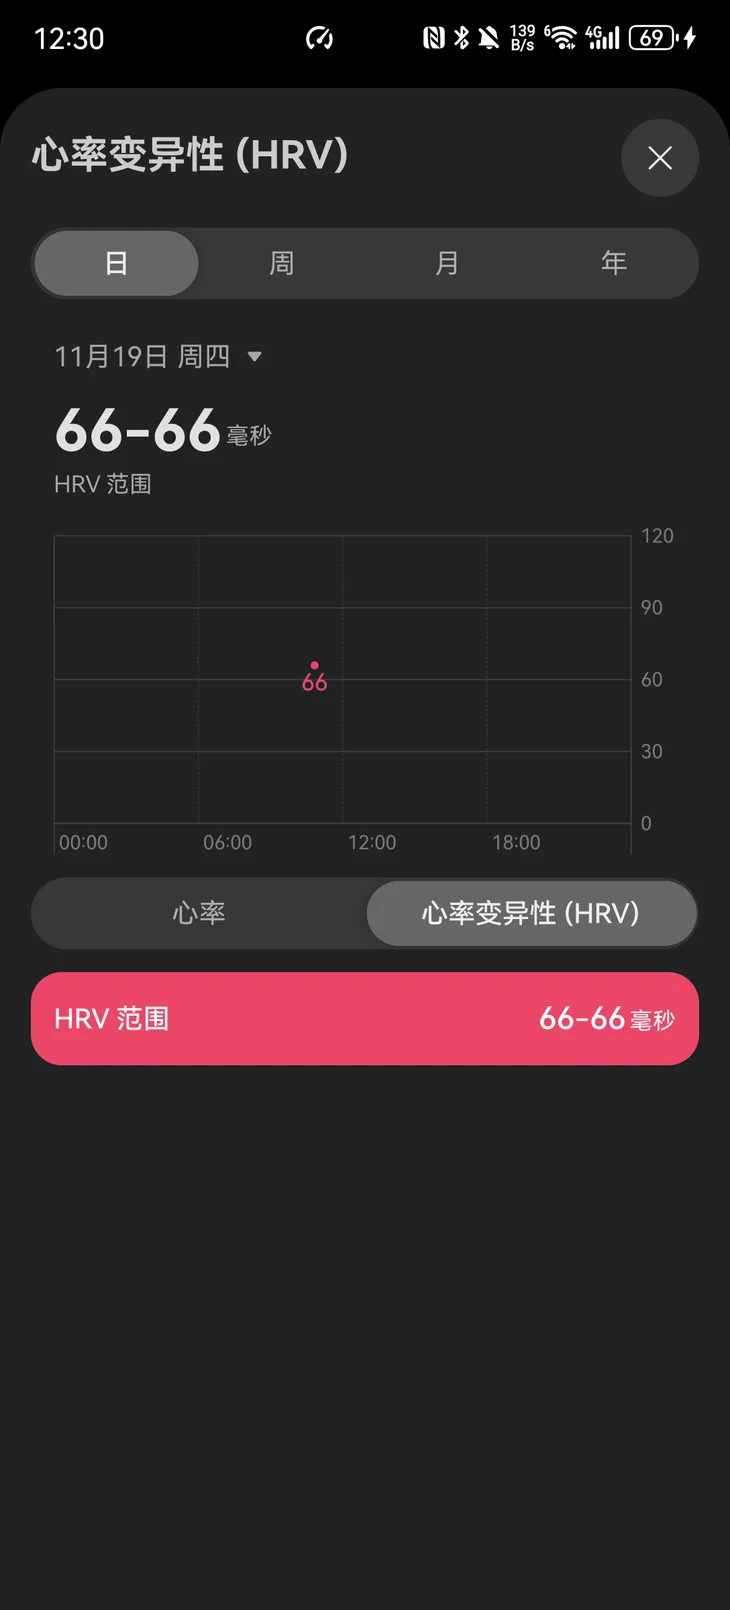 12:30 139 B/s 6 4G 69
心率变异性 (HRV)
日 周 月 年
11月19日 周四
66-66 毫秒
HRV 范围
120
90
66
60
30
0
00:00 06:00 12:00 18:00
心率 心率变异性 (HRV)
HRV 范围 66-66 毫秒